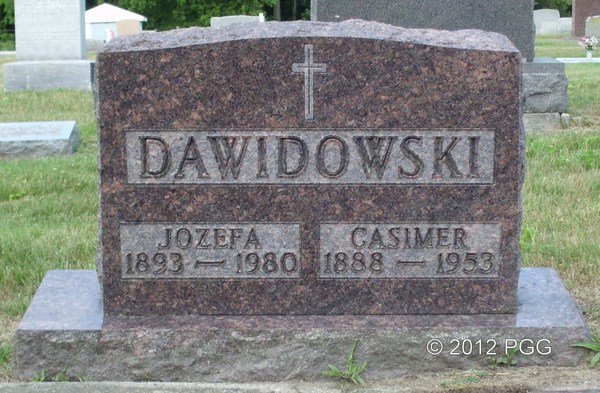 DAWIDOWSKI
JOZEFA
1893 — 1980
CASIMER
1888 — 1953
© 2012 PGG